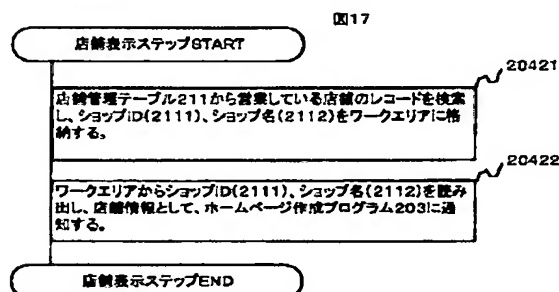 図17
店舗表示ステップSTART
20421
店舗管理テーブル211から営業している店舗のレコードを検索
し、ショップID(2111)、ショップ名(2112)をワークエリアに格
納する。
20422
ワークエリアからショップID(2111)、ショップ名(2112)を読み
出し、店舗情報として、ホームページ作成プログラム203に通
知する。
店舗表示ステップEND